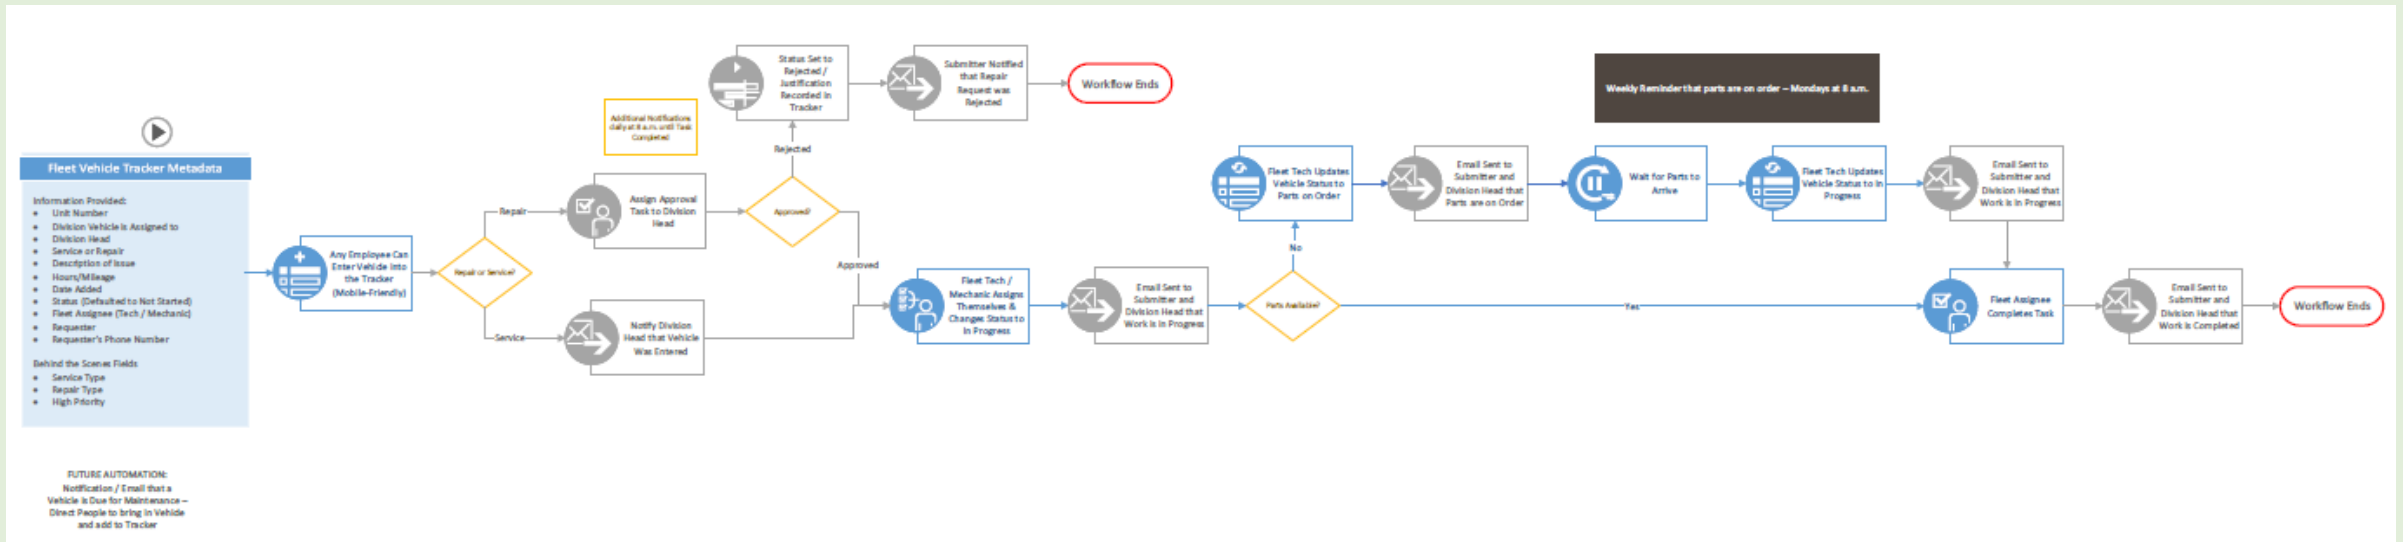 Fleet Vehicle Tracker Metadata
Information Provided:
• Unit Number
• Division Vehicle is Assigned to
• Division Head
• Service or Repair
• Description of Issue
• Hours/Mileage
• Date Added
• Status (Defaulted to Not Started)
• Fleet Assignee (Tech / Mechanic)
• Requester
• Requester's Phone Number
Behind the Scenes Fields
• Service Type
• Repair Type
• High Priority
FUTURE AUTOMATION:
Notification / Email that a
Vehicle is Due for Maintenance –
Direct People to bring in Vehicle
and add to Tracker
Any Employee Can
Enter Vehicle into
the Tracker
(Mobile-Friendly)
Repair or Service?
Repair
Service
Assign Approval
Task to Division
Head
Notify Division
Head that Vehicle
Was Entered
Additional Notifications
daily at 8 a.m. until Task
Completed
Approved?
Rejected
Approved
Status Set to
Rejected /
Justification
Recorded in
Tracker
Submitter Notified
that Repair
Request was
Rejected
Workflow Ends
Fleet Tech /
Mechanic Assigns
Themselves &
Changes Status to
In Progress
Email Sent to
Submitter and
Division Head that
Work is in Progress
Parts Available?
No
Yes
Fleet Tech Updates
Vehicle Status to
Parts on Order
Email Sent to
Submitter and
Division Head that
Parts are on Order
Weekly Reminder that parts are on order – Mondays at 8 a.m.
Wait for Parts to
Arrive
Fleet Tech Updates
Vehicle Status to In
Progress
Email Sent to
Submitter and
Division Head that
Work is in Progress
Fleet Assignee
Completes Task
Email Sent to
Submitter and
Division Head that
Work is Completed
Workflow Ends